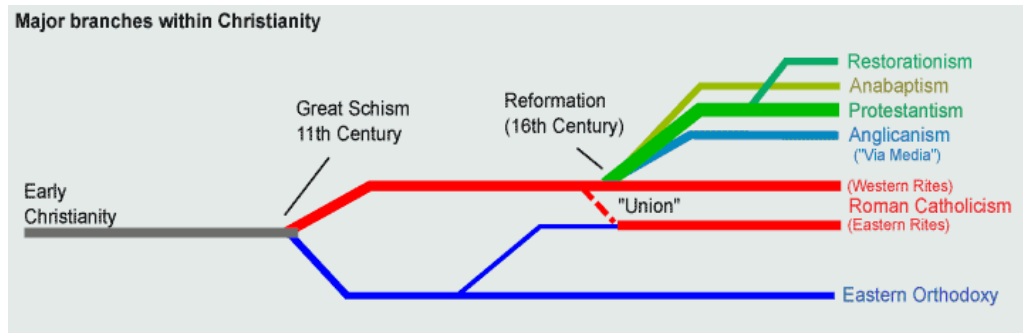 Major branches within Christianity
Restorationism
Anabaptism
Protestantism
Anglicanism
("Via Media")
Reformation
(16th Century)
Great Schism
11th Century
Early
Christianity
(Western Rites)
"Union"
Roman Catholicism
(Eastern Rites)
Eastern Orthodoxy